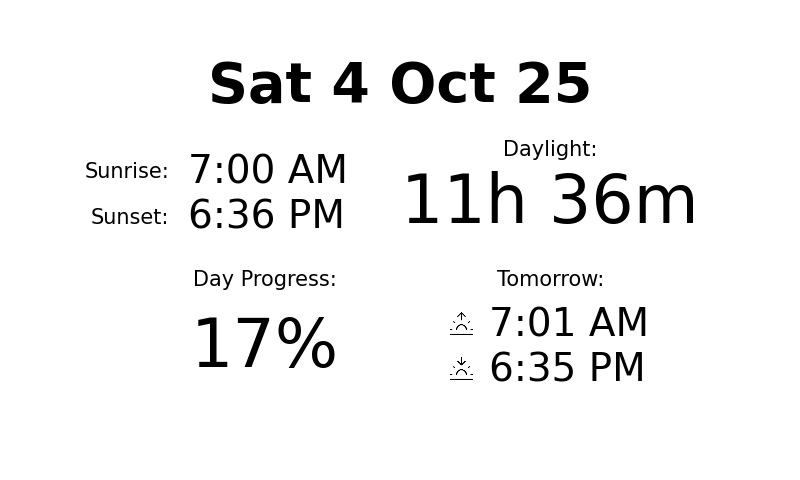 Sat 4 Oct 25
Sunrise: 7:00 AM
Sunset: 6:36 PM
Daylight:
11h 36m
Day Progress:
17%
Tomorrow:
7:01 AM
6:35 PM